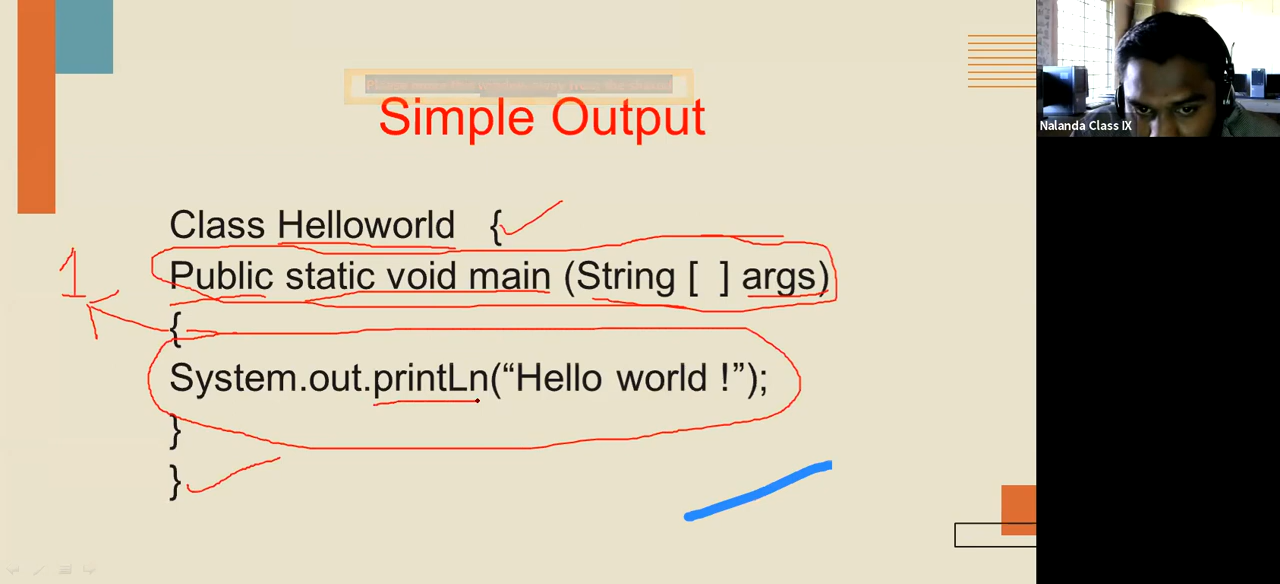 Simple Output
Nalanda Class IX
Class Helloworld {
1
Public static void main (String [ ] args)
{
System.out.printLn(“Hello world !”);
}
}